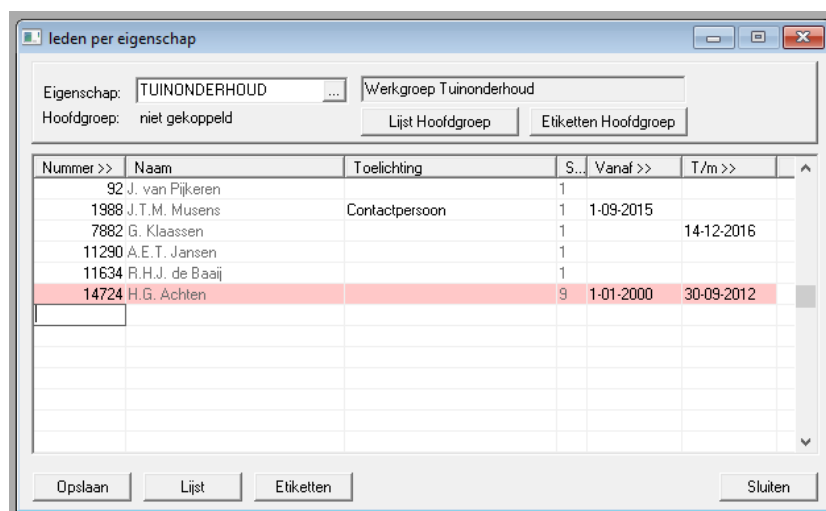 leden per eigenschap
Eigenschap: TUINONDERHOUD ... Werkgroep Tuinonderhoud
Hoofdgroep: niet gekoppeld Lijst Hoofdgroep Etiketten Hoofdgroep
Nummer >> Naam Toelichting S... Vanaf >> T/m >>
92 J. van Pijkeren 1
1988 J.T.M. Musens Contactpersoon 1 1-09-2015
7882 G. Klaassen 1 14-12-2016
11290 A.E.T. Jansen 1
11634 R.H.J. de Baaij 1
14724 H.G. Achten 9 1-01-2000 30-09-2012
Opslaan Lijst Etiketten Sluiten